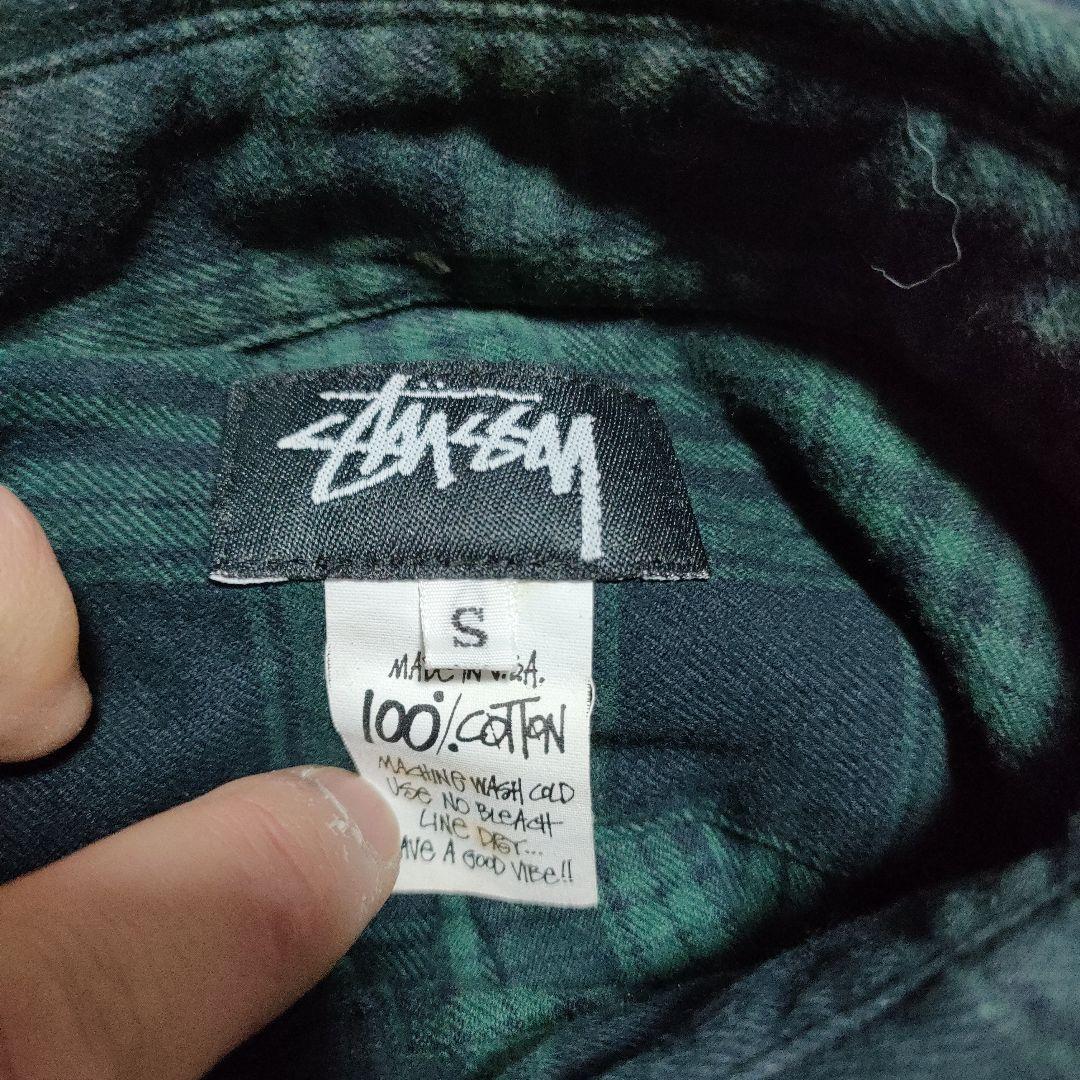 Stüssy
S
MADE IN U.S.A.
100% COTTON
MACHINE WASH COLD
USE NO BLEACH
LINE DRY...
AVE A GOOD VIBE!!